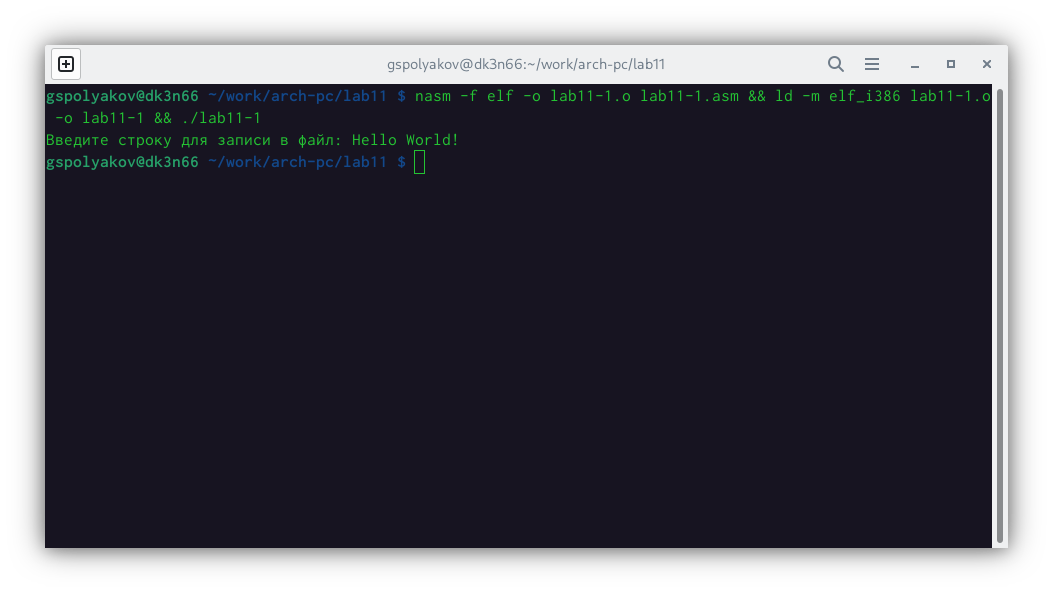 gspolyakov@dk3n66:~/work/arch-pc/lab11
gspolyakov@dk3n66 ~/work/arch-pc/lab11 $ nasm -f elf -o lab11-1.o lab11-1.asm && ld -m elf_i386 lab11-1.o
-o lab11-1 && ./lab11-1
Введите строку для записи в файл: Hello World!
gspolyakov@dk3n66 ~/work/arch-pc/lab11 $